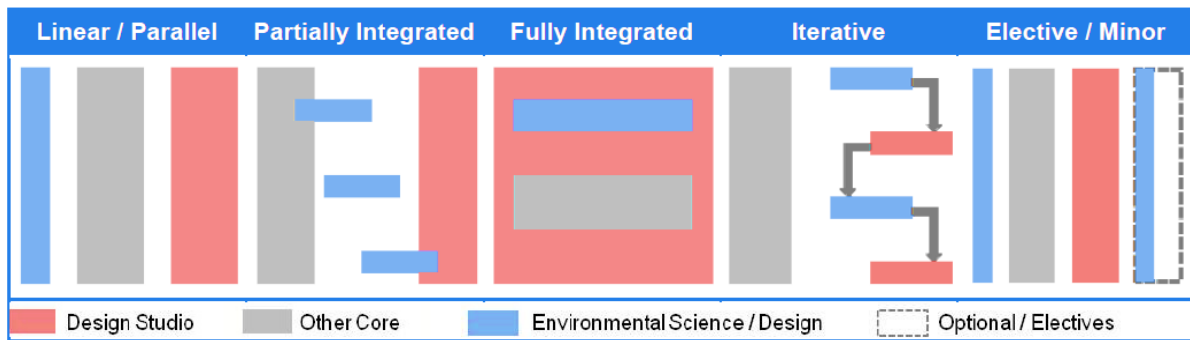 Linear / Parallel Partially Integrated Fully Integrated Iterative Elective / Minor
Design Studio Other Core Environmental Science / Design Optional / Electives